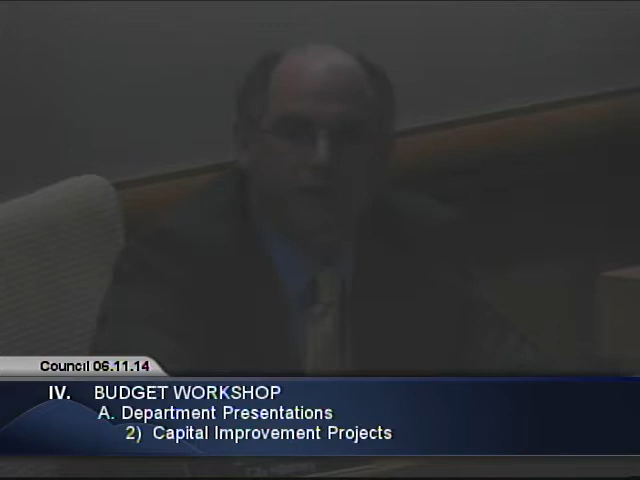 Council 06.11.14
IV. BUDGET WORKSHOP
A. Department Presentations
2) Capital Improvement Projects